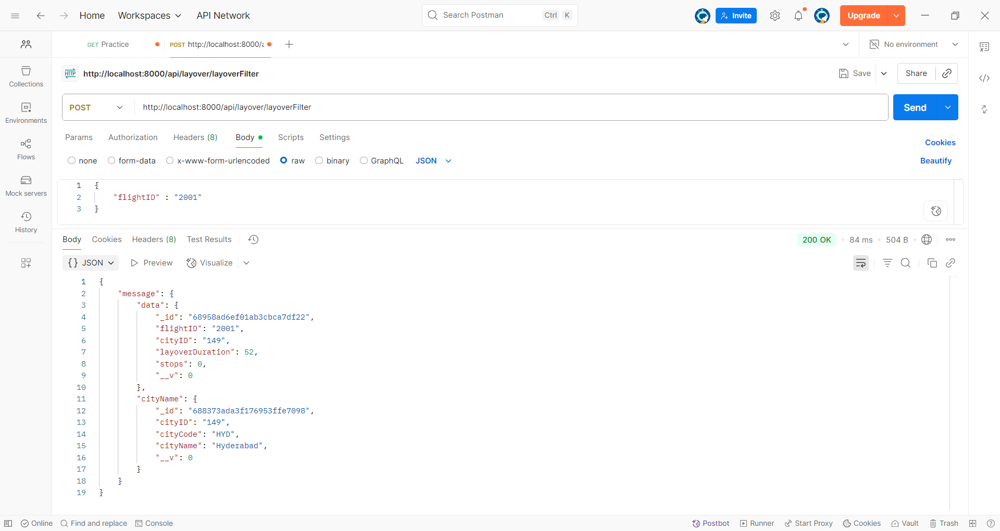 Home Workspaces API Network Search Postman Ctrl K Invite Upgrade
GET Practice POST http://localhost:8000/a No environment
HTTP http://localhost:8000/api/layover/layoverFilter Save Share
Collections
Environments
Flows
Mock servers
History
POST http://localhost:8000/api/layover/layoverFilter Send
Params Authorization Headers (8) Body Scripts Settings Cookies
none form-data x-www-form-urlencoded raw binary GraphQL JSON Beautify
1 {
2 "flightID" : "2001"
3 }
Body Cookies Headers (8) Test Results 200 OK 84 ms 504 B
{} JSON Preview Visualize
1 {
2 "message": {
3 "data": {
4 "_id": "68958ad6ef01ab3cbca7df22",
5 "flightID": "2001",
6 "cityID": "149",
7 "layoverDuration": 52,
8 "stops": 0,
9 "__v": 0
10 },
11 "cityName": {
12 "_id": "688373ada3f176953ffe7098",
13 "cityID": "149",
14 "cityCode": "HYD",
15 "cityName": "Hyderabad",
16 "__v": 0
17 }
18 }
19 }
Online Find and replace Console Postbot Runner Start Proxy Cookies Vault Trash